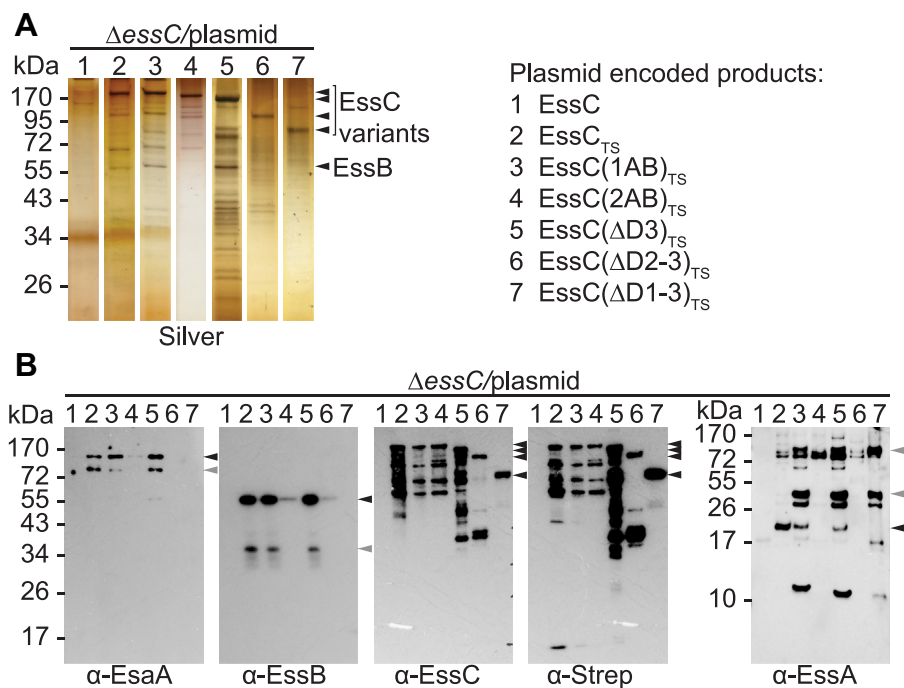 A
ΔessC/plasmid
kDa 1 2 3 4 5 6 7
170
95
72
55
43
34
26
EssC
variants
EssB
Silver
Plasmid encoded products:
1 EssC
2 EssCTS
3 EssC(1AB)TS
4 EssC(2AB)TS
5 EssC(ΔD3)TS
6 EssC(ΔD2-3)TS
7 EssC(ΔD1-3)TS
B
ΔessC/plasmid
kDa 1 2 3 4 5 6 7 1 2 3 4 5 6 7 1 2 3 4 5 6 7 1 2 3 4 5 6 7 kDa 1 2 3 4 5 6 7
170
72
55
43
34
26
17
170
72
55
26
17
10
α-EsaA α-EssB α-EssC α-Strep α-EssA